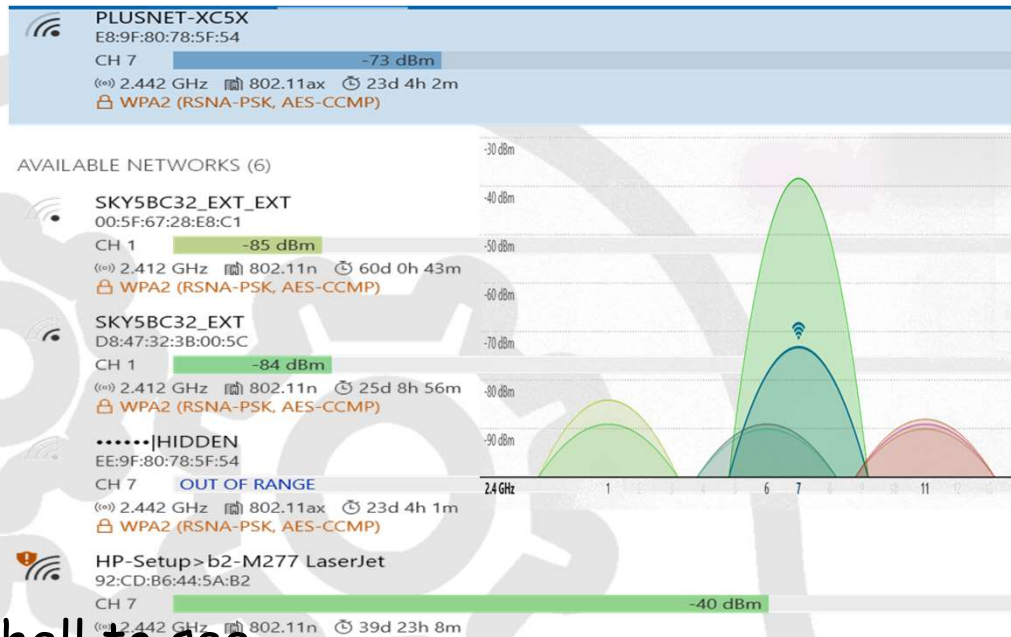 PLUSNET-XC5X
E8:9F:80:78:5F:54
CH 7 -73 dBm
2.442 GHz 802.11ax 23d 4h 2m
WPA2 (RSNA-PSK, AES-CCMP)
AVAILABLE NETWORKS (6)
SKY5BC32_EXT_EXT
00:5F:67:28:E8:C1
CH 1 -85 dBm
2.412 GHz 802.11n 60d 0h 43m
WPA2 (RSNA-PSK, AES-CCMP)
SKY5BC32_EXT
D8:47:32:3B:00:5C
CH 1 -84 dBm
2.412 GHz 802.11n 25d 8h 56m
WPA2 (RSNA-PSK, AES-CCMP)
••••••|HIDDEN
EE:9F:80:78:5F:54
CH 7 OUT OF RANGE
2.442 GHz 802.11ax 23d 4h 1m
WPA2 (RSNA-PSK, AES-CCMP)
HP-Setup>b2-M277 LaserJet
92:CD:B6:44:5A:B2
CH 7 -40 dBm
2.442 GHz 802.11n 39d 23h 8m
-30 dBm
-40 dBm
-50 dBm
-60 dBm
-70 dBm
-80 dBm
-90 dBm
2.4 GHz 1 6 7 11